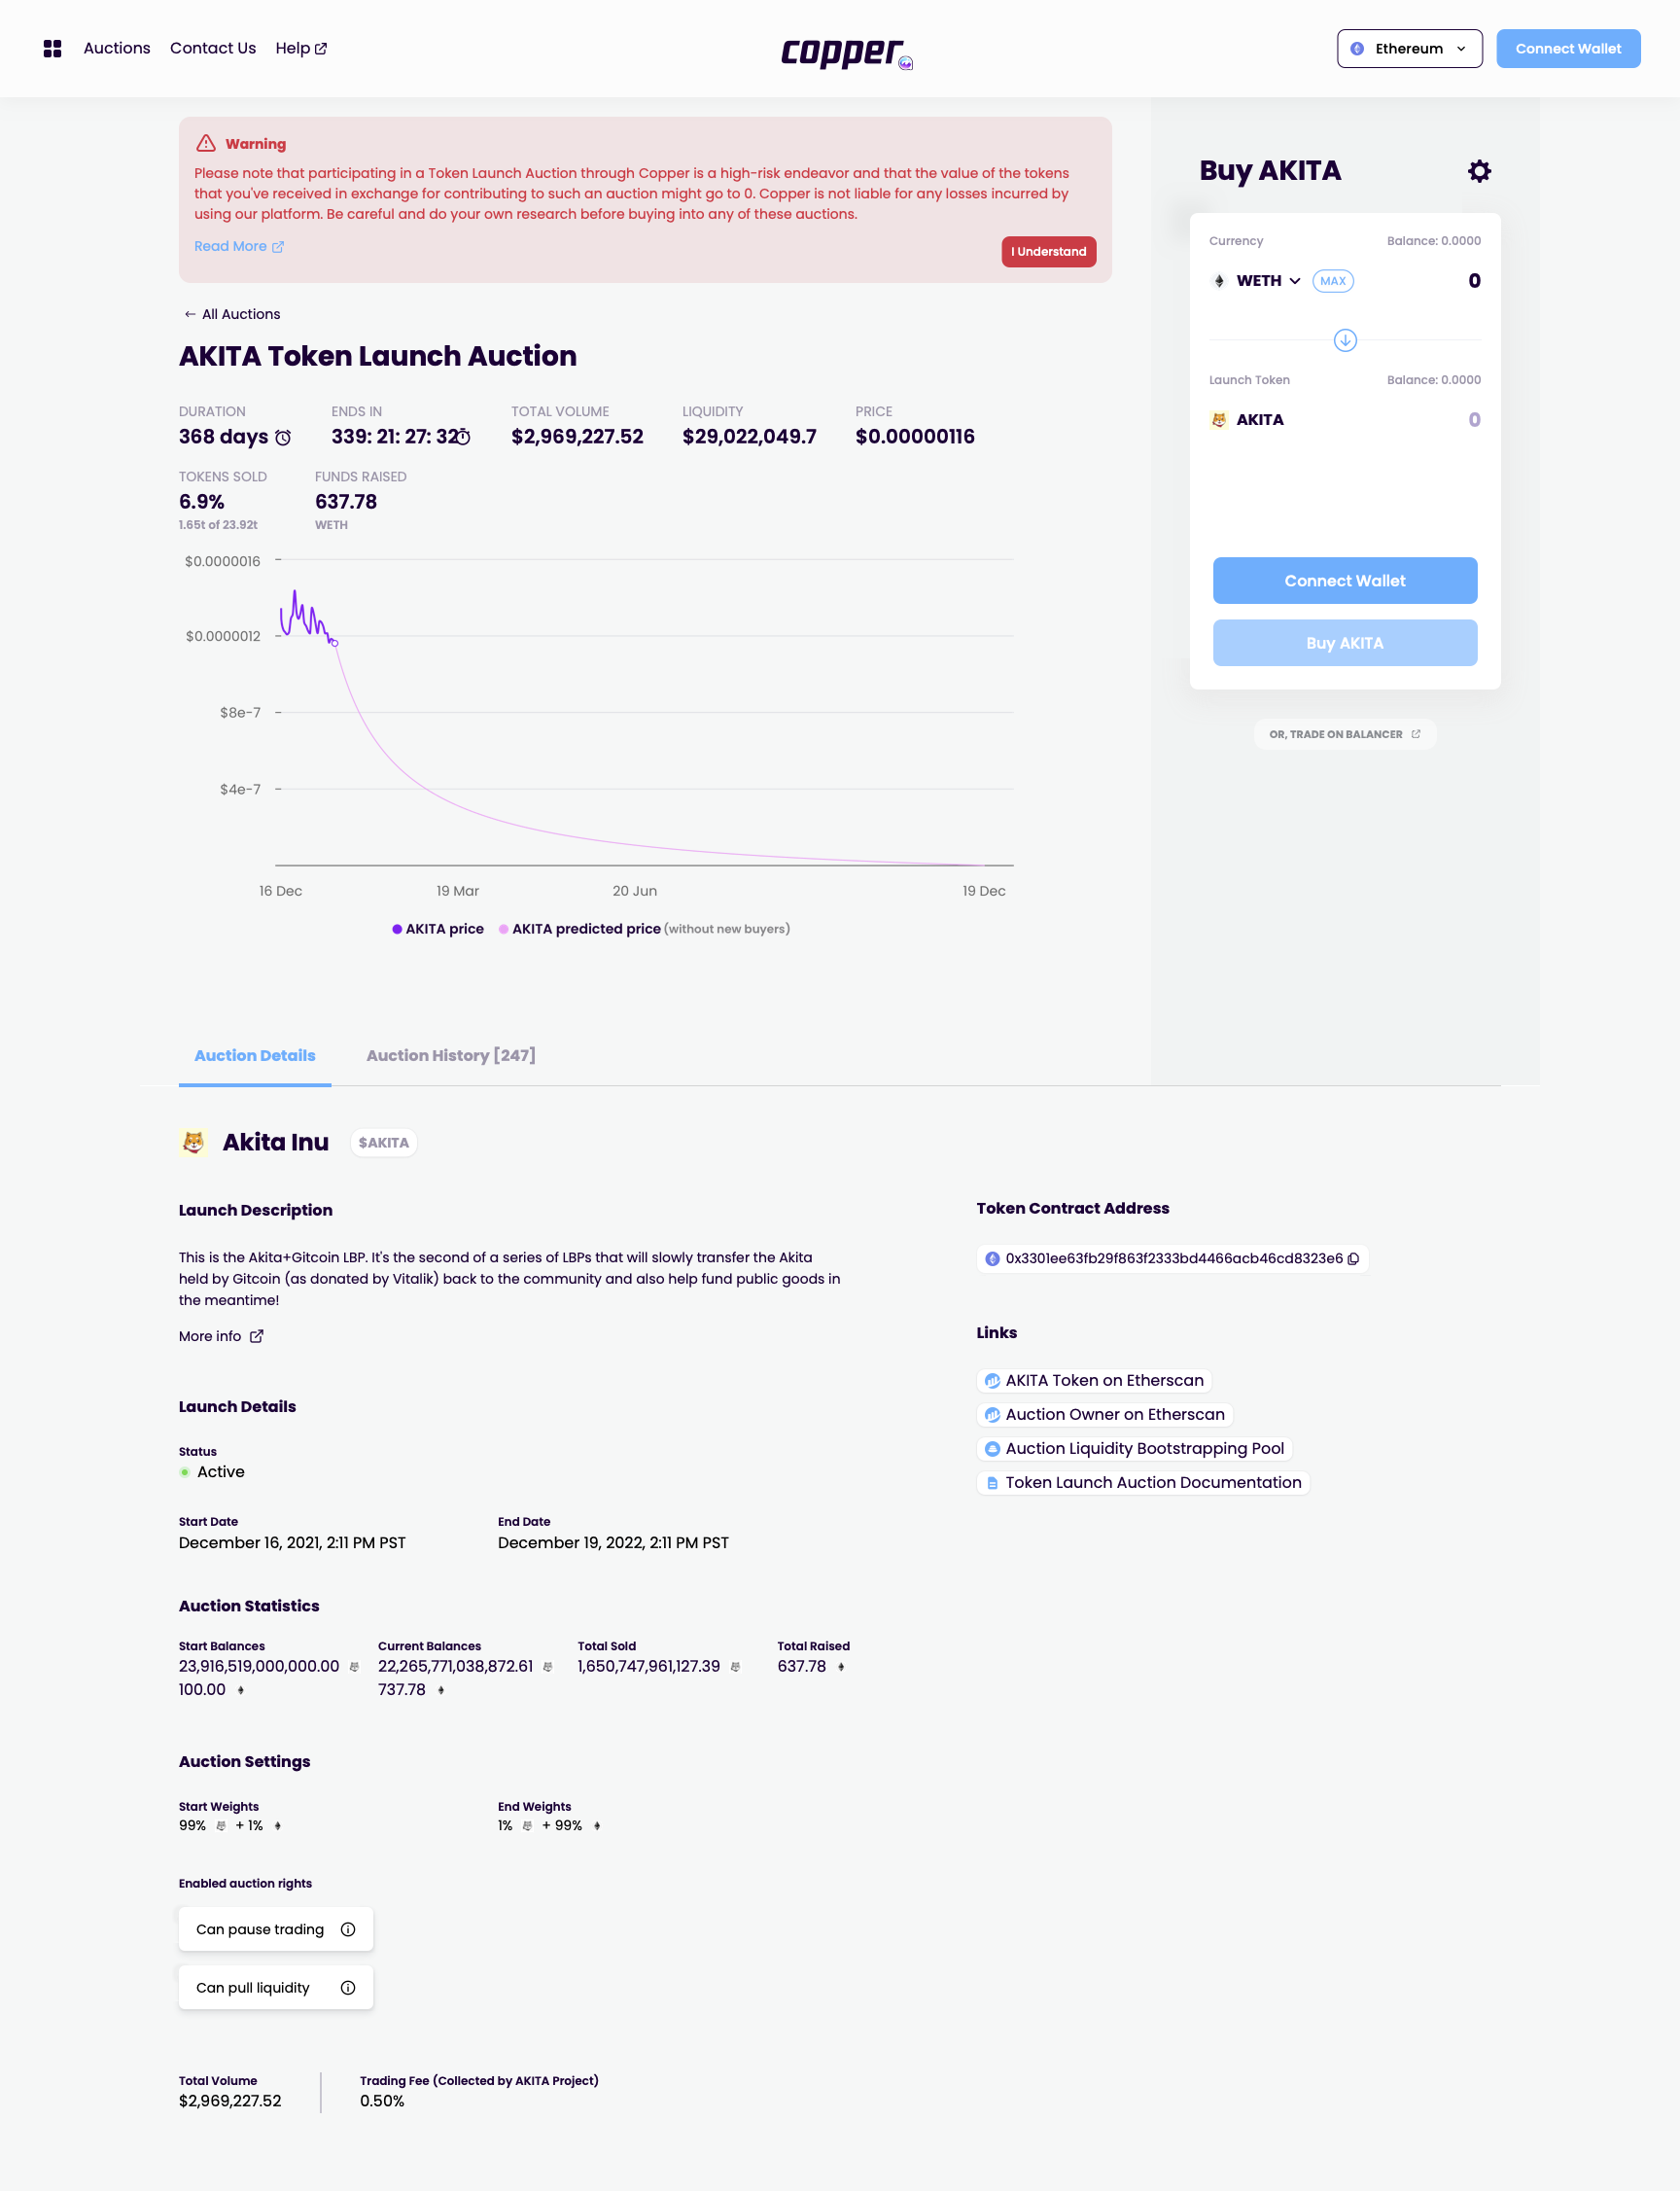 Auctions Contact Us Help
copper
Ethereum
Connect Wallet
Warning
Please note that participating in a Token Launch Auction through Copper is a high-risk endeavor and that the value of the tokens
that you've received in exchange for contributing to such an auction might go to 0. Copper is not liable for any losses incurred by
using our platform. Be careful and do your own research before buying into any of these auctions.
Read More
I Understand
← All Auctions
AKITA Token Launch Auction
DURATION ENDS IN TOTAL VOLUME LIQUIDITY PRICE
368 days 339: 21: 27: 32 $2,969,227.52 $29,022,049.7 $0.00000116
TOKENS SOLD FUNDS RAISED
6.9% 637.78
1.65t of 23.92t WETH
$0.0000016
$0.0000012
$8e-7
$4e-7
16 Dec 19 Mar 20 Jun 19 Dec
AKITA price AKITA predicted price (without new buyers)
Buy AKITA
Currency Balance: 0.0000
WETH MAX 0
Launch Token Balance: 0.0000
AKITA 0
Connect Wallet
Buy AKITA
OR, TRADE ON BALANCER
Auction Details Auction History [247]
Akita Inu $AKITA
Launch Description
This is the Akita+Gitcoin LBP. It's the second of a series of LBPs that will slowly transfer the Akita
held by Gitcoin (as donated by Vitalik) back to the community and also help fund public goods in
the meantime!
More info
Launch Details
Status
Active
Start Date End Date
December 16, 2021, 2:11 PM PST December 19, 2022, 2:11 PM PST
Auction Statistics
Start Balances Current Balances Total Sold Total Raised
23,916,519,000,000.00 22,265,771,038,872.61 1,650,747,961,127.39 637.78
100.00 737.78
Auction Settings
Start Weights End Weights
99% + 1% 1% + 99%
Enabled auction rights
Can pause trading
Can pull liquidity
Total Volume Trading Fee (Collected by AKITA Project)
$2,969,227.52 0.50%
Token Contract Address
0x3301ee63fb29f863f2333bd4466acb46cd8323e6
Links
AKITA Token on Etherscan
Auction Owner on Etherscan
Auction Liquidity Bootstrapping Pool
Token Launch Auction Documentation